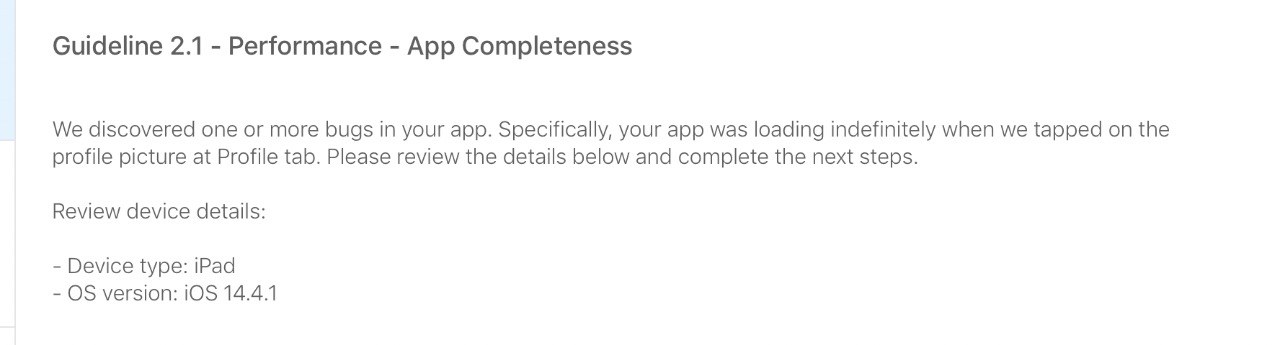 Guideline 2.1 - Performance - App Completeness
We discovered one or more bugs in your app. Specifically, your app was loading indefinitely when we tapped on the
profile picture at Profile tab. Please review the details below and complete the next steps.
Review device details:
- Device type: iPad
- OS version: iOS 14.4.1